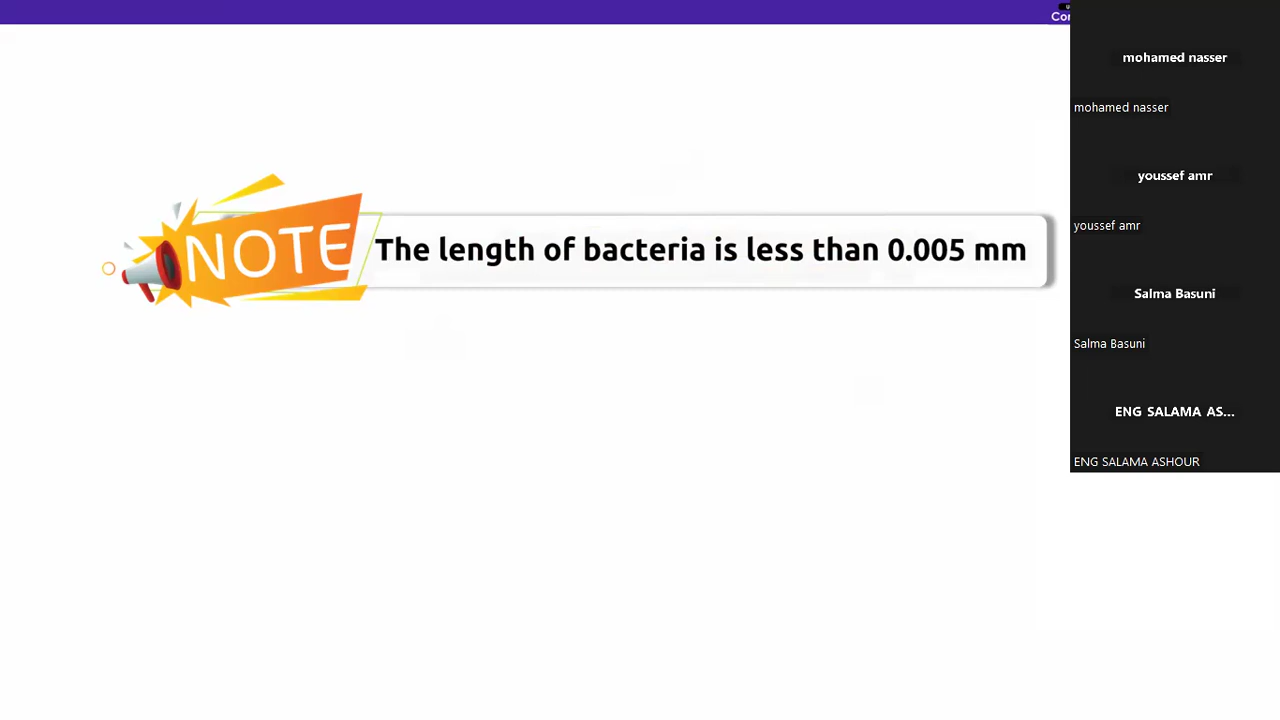 NOTE
The length of bacteria is less than 0.005 mm
mohamed nasser
mohamed nasser
youssef amr
youssef amr
Salma Basuni
Salma Basuni
ENG SALAMA AS...
ENG SALAMA ASHOUR